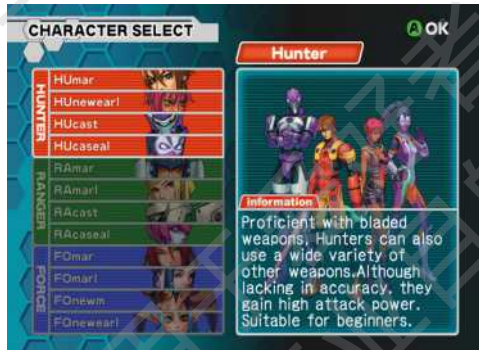 CHARACTER SELECT
A OK
Hunter
HUNTER
HUmar
HUnewearl
HUcast
HUcaseal
RANGER
RAmar
RAmarl
RAcast
RAcaseal
FORCE
FOmar
FOmarl
FOnewm
FOnewearl
Information
Proficient with bladed
weapons, Hunters can also
use a wide variety of
other weapons.Although
lacking in accuracy, they
gain high attack power.
Suitable for beginners.